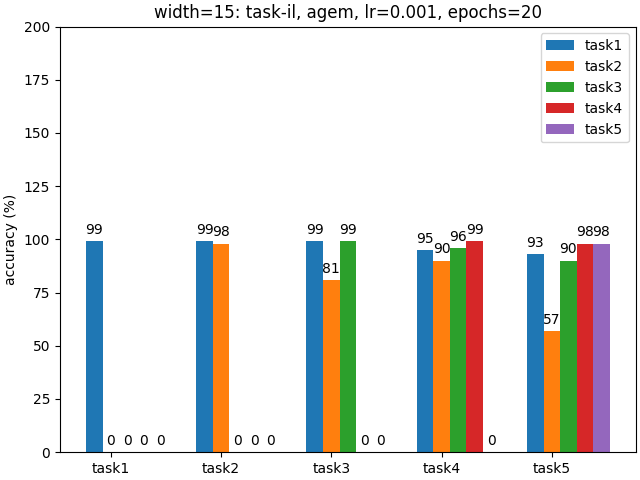 width=15: task-il, agem, lr=0.001, epochs=20
accuracy (%)
200
175
150
125
100
75
50
25
0
task1
task2
task3
task4
task5
99
0 0 0 0
99 98
0 0 0
99 81 99
0 0
95 90 96 99
0
93 57 90 98 98
task1 task2 task3 task4 task5